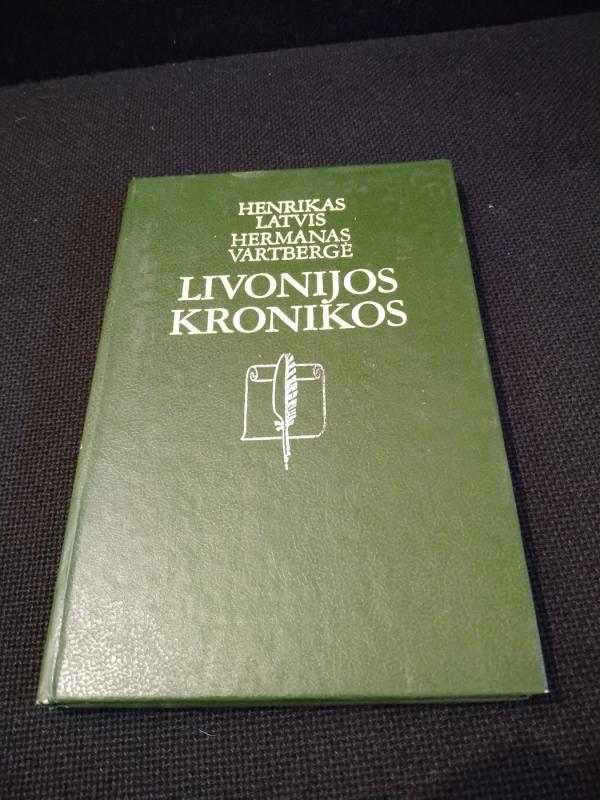 HENRIKAS
LATVIS
HERMANAS
VARTBERGĖ
LIVONIJOS
KRONIKOS